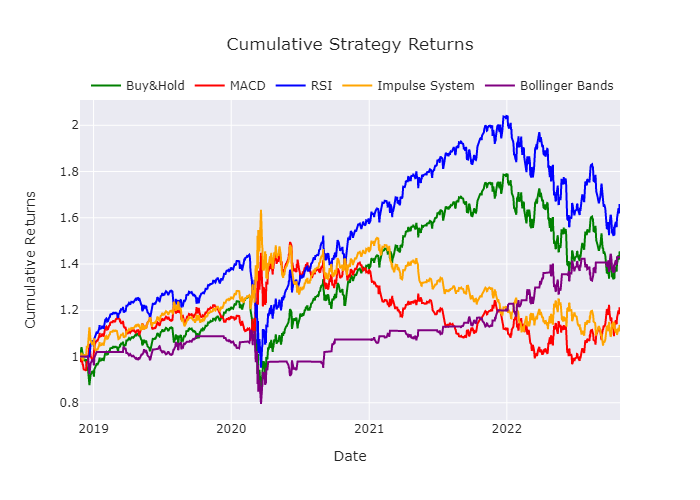 Cumulative Strategy Returns
Buy&Hold MACD RSI Impulse System Bollinger Bands
2
1.8
1.6
1.4
1.2
1
0.8
Cumulative Returns
2019 2020 2021 2022
Date